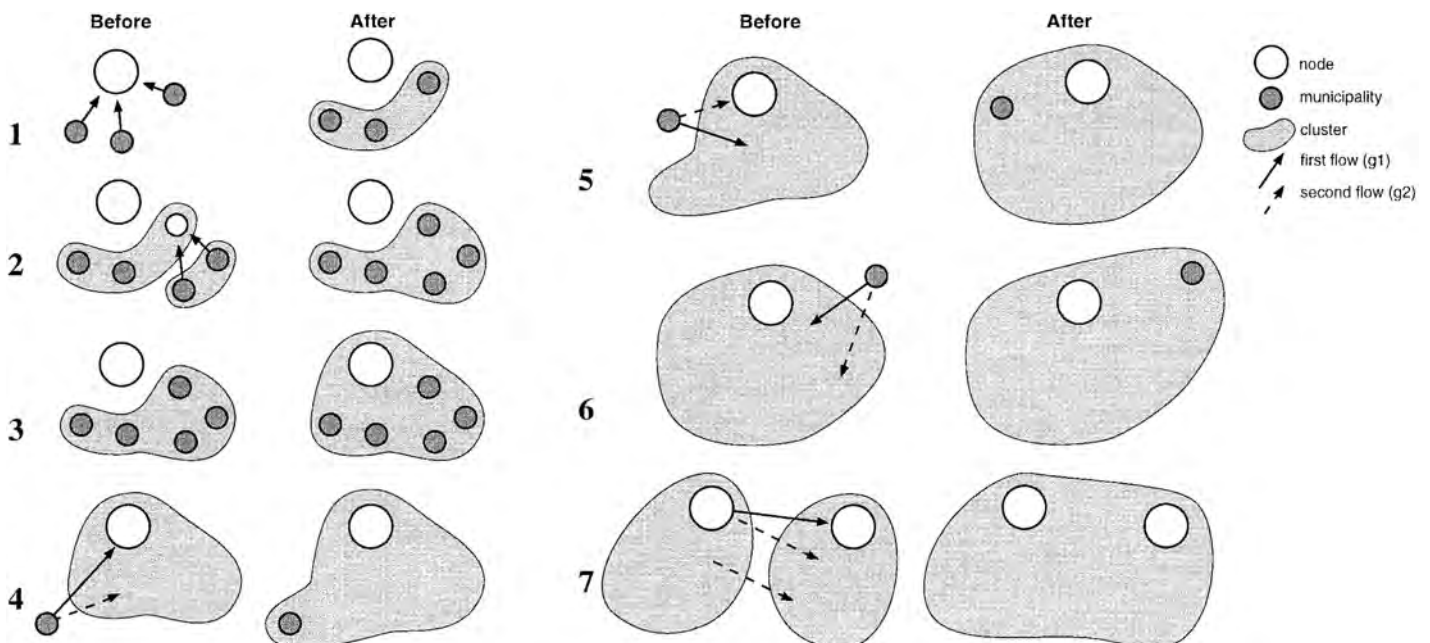 Before
After
1
2
3
4
Before
After
5
6
7
node
municipality
cluster
first flow (g1)
second flow (g2)